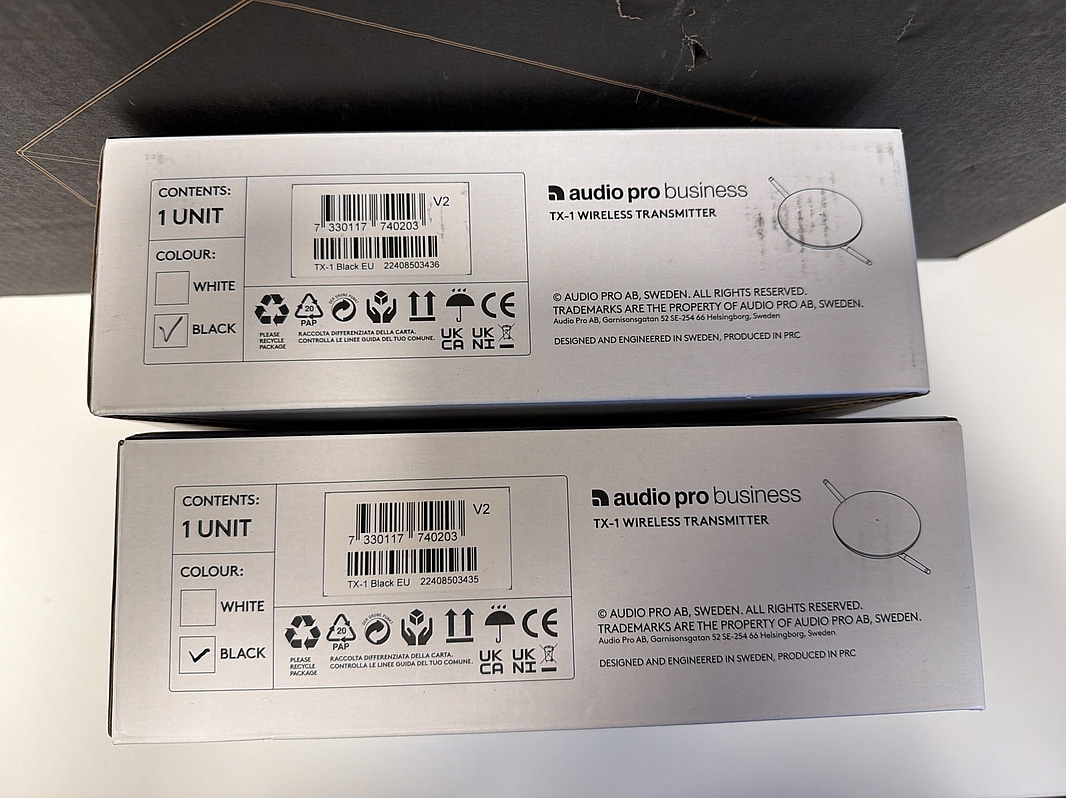 CONTENTS:
1 UNIT
COLOUR:
WHITE
BLACK
V2
7 330117 740203
TX-1 Black EU 22408503436
PLEASE
RECYCLE
PACKAGE
20
PAP
RACCOLTA DIFFERENZIATA DELLA CARTA.
CONTROLLA LE LINEE GUIDA DEL TUO COMUNE.
CE
UK
CA
UK
NI
audio pro business
TX-1 WIRELESS TRANSMITTER
© AUDIO PRO AB, SWEDEN. ALL RIGHTS RESERVED.
TRADEMARKS ARE THE PROPERTY OF AUDIO PRO AB, SWEDEN.
Audio Pro AB, Garnisonsgatan 52 SE-254 66 Helsingborg, Sweden
DESIGNED AND ENGINEERED IN SWEDEN, PRODUCED IN PRC
CONTENTS:
1 UNIT
COLOUR:
WHITE
BLACK
V2
7 330117 740203
TX-1 Black EU 22408503435
PLEASE
RECYCLE
PACKAGE
20
PAP
RACCOLTA DIFFERENZIATA DELLA CARTA.
CONTROLLA LE LINEE GUIDA DEL TUO COMUNE.
CE
UK
CA
UK
NI
audio pro business
TX-1 WIRELESS TRANSMITTER
© AUDIO PRO AB, SWEDEN. ALL RIGHTS RESERVED.
TRADEMARKS ARE THE PROPERTY OF AUDIO PRO AB, SWEDEN.
Audio Pro AB, Garnisonsgatan 52 SE-254 66 Helsingborg, Sweden
DESIGNED AND ENGINEERED IN SWEDEN, PRODUCED IN PRC